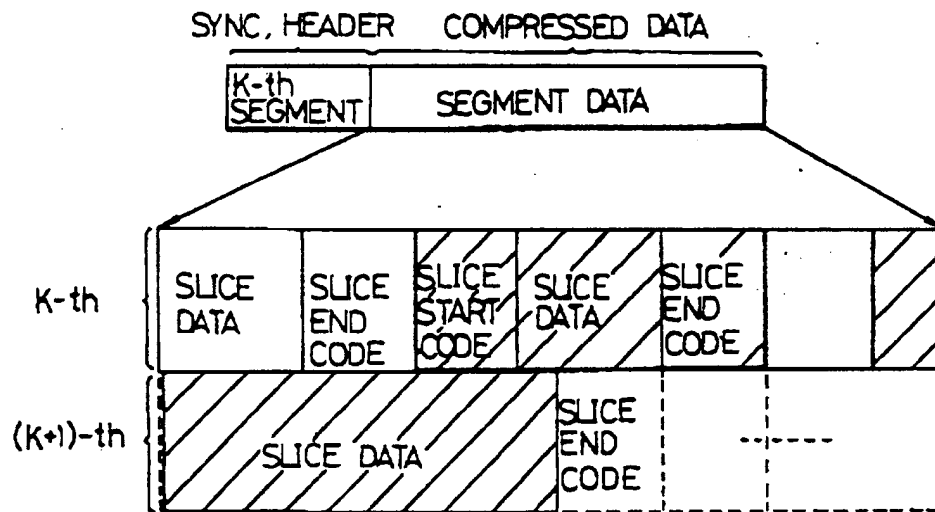 SYNC, HEADER COMPRESSED DATA
K-th
SEGMENT
SEGMENT DATA
K-th
SLICE
DATA
SLICE
END
CODE
SLICE
START
CODE
SLICE
DATA
SLICE
END
CODE
(K+1)-th
SLICE DATA
SLICE
END
CODE